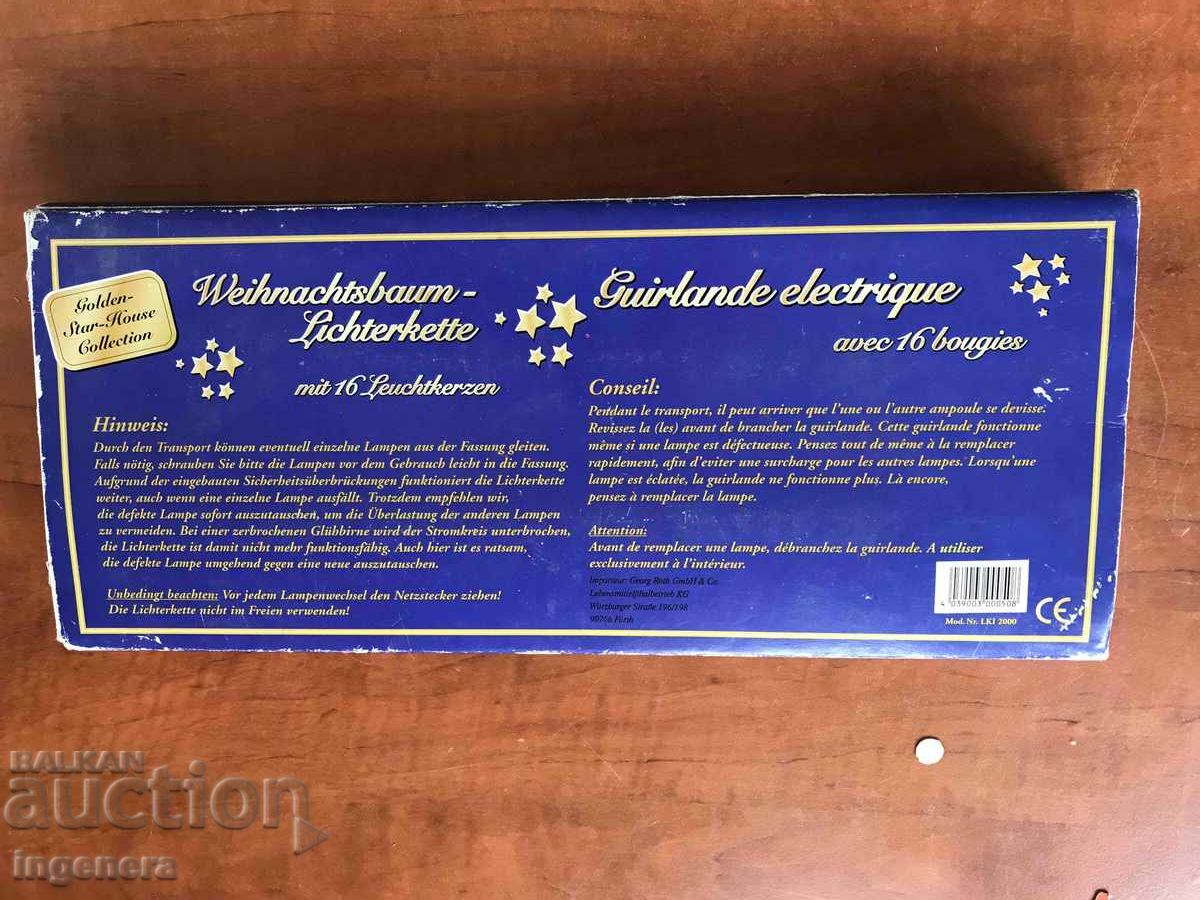 Golden-
Star-House
Collection
Weihnachtsbaum-
Lichterkette
mit 16 Leuchtkerzen
Hinweis:
Durch den Transport können eventuell einzelne Lampen aus der Fassung gleiten.
Falls nötig, schrauben Sie bitte die Lampen vor dem Gebrauch leicht in die Fassung.
Aufgrund der eingebauten Sicherheitsüberbrückungen funktioniert die Lichterkette
weiter, auch wenn eine einzelne Lampe ausfällt. Trotzdem empfehlen wir,
die defekte Lampe sofort auszutauschen, um die Überlastung der anderen Lampen
zu vermeiden. Bei einer zerbrochenen Glühbirne wird der Stromkreis unterbrochen,
die Lichterkette ist damit nicht mehr funktionsfähig. Auch hier ist es ratsam,
die defekte Lampe umgehend gegen eine neue auszutauschen.
Unbedingt beachten: Vor jedem Lampenwechsel den Netzstecker ziehen!
Die Lichterkette nicht im Freien verwenden!
Guirlande electrique
avec 16 bougies
Conseil:
Pendant le transport, il peut arriver que l'une ou l'autre ampoule se devisse.
Revissez la (les) avant de brancher la guirlande. Cette guirlande fonctionne
même si une lampe est défectueuse. Pensez tout de même à la remplacer
rapidement, afin d'eviter une surcharge pour les autres lampes. Lorsqu'une
lampe est éclatée, la guirlande ne fonctionne plus. Là encore,
pensez à remplacer la lampe.
Attention:
Avant de remplacer une lampe, débranchez la guirlande. A utiliser
exclusivement à l'intérieur.
Importeur: Georg Roth GmbH & Co.
Lebensmittelfilialbetrieb KG
Würzburger Straße 196/198
90766 Fürth
4 039003 000508
Mod. Nr. LKI 2000
CE
BALKAN
auction
ingenera